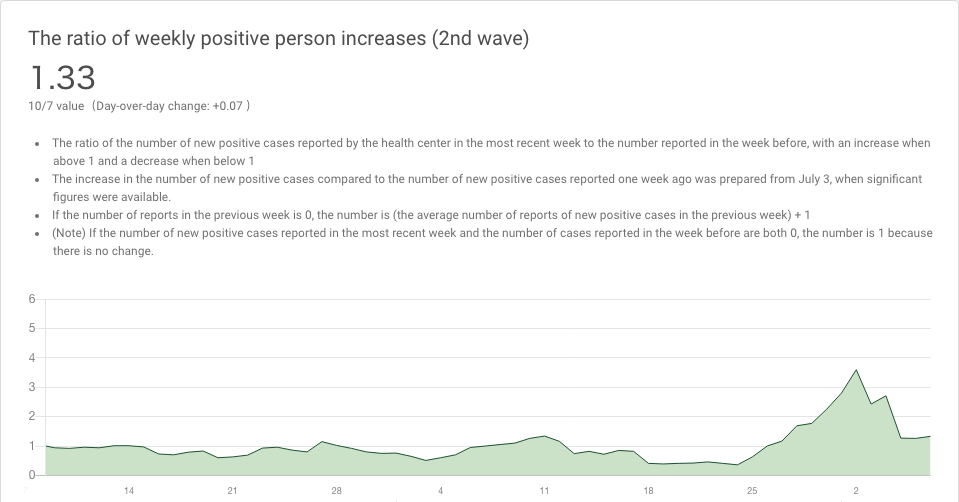 The ratio of weekly positive person increases (2nd wave)
1.33
10/7 value（Day-over-day change: +0.07 ）
• The ratio of the number of new positive cases reported by the health center in the most recent week to the number reported in the week before, with an increase when
above 1 and a decrease when below 1
• The increase in the number of new positive cases compared to the number of new positive cases reported one week ago was prepared from July 3, when significant
figures were available.
• If the number of reports in the previous week is 0, the number is (the average number of reports of new positive cases in the previous week) + 1
• (Note) If the number of new positive cases reported in the most recent week and the number of cases reported in the week before are both 0, the number is 1 because
there is no change.
6
5
4
3
2
1
0
14 21 28 4 11 18 25 2